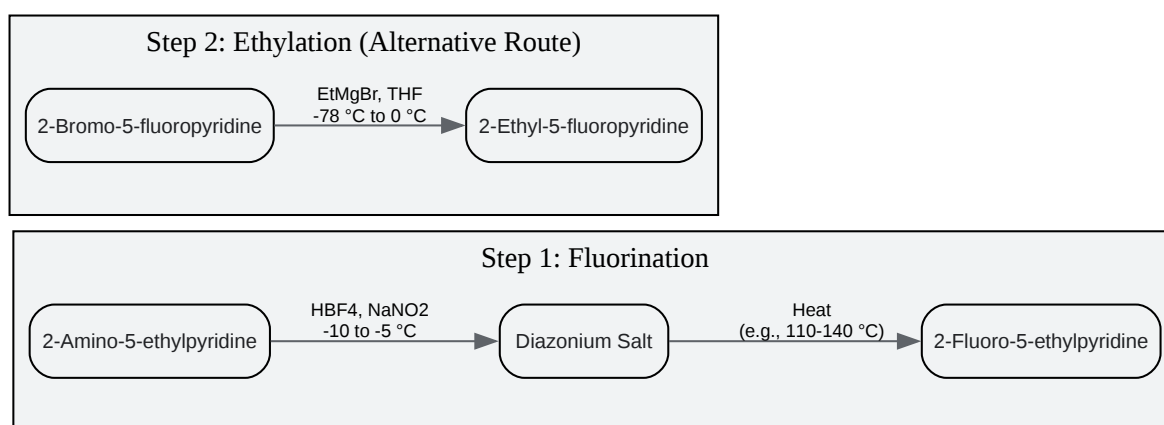 Step 2: Ethylation (Alternative Route)
2-Bromo-5-fluoropyridine
EtMgBr, THF
-78 °C to 0 °C
2-Ethyl-5-fluoropyridine
Step 1: Fluorination
2-Amino-5-ethylpyridine
HBF4, NaNO2
-10 to -5 °C
Diazonium Salt
Heat
(e.g., 110-140 °C)
2-Fluoro-5-ethylpyridine